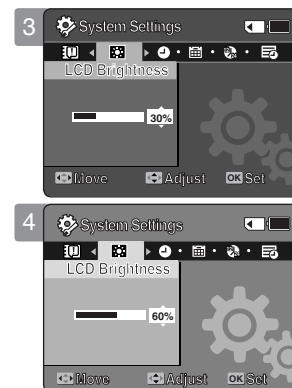 3
System Settings
LCD Brightness
30%
Move Adjust OK Set
4
System Settings
LCD Brightness
60%
Move Adjust OK Set